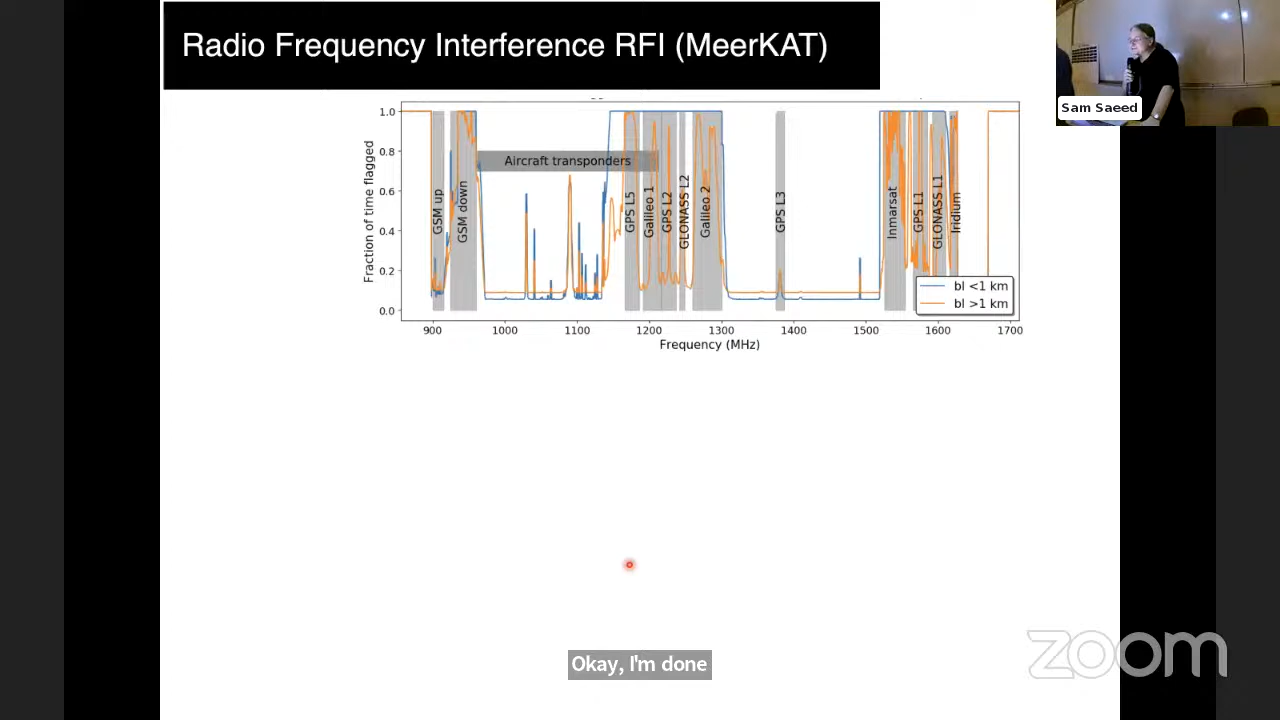 Radio Frequency Interference RFI (MeerKAT)
Sam Saeed
Fraction of time flagged
1.0
0.8
0.6
0.4
0.2
0.0
Aircraft transponders
GSM up
GSM down
GPS L5
Galileo 1
GPS L2
GLONASS L2
Galileo 2
GPS L3
Inmarsat
GPS L1
GLONASS L1
Iridium
bl <1 km
bl >1 km
900 1000 1100 1200 1300 1400 1500 1600 1700
Frequency (MHz)
Okay, I'm done
zoom